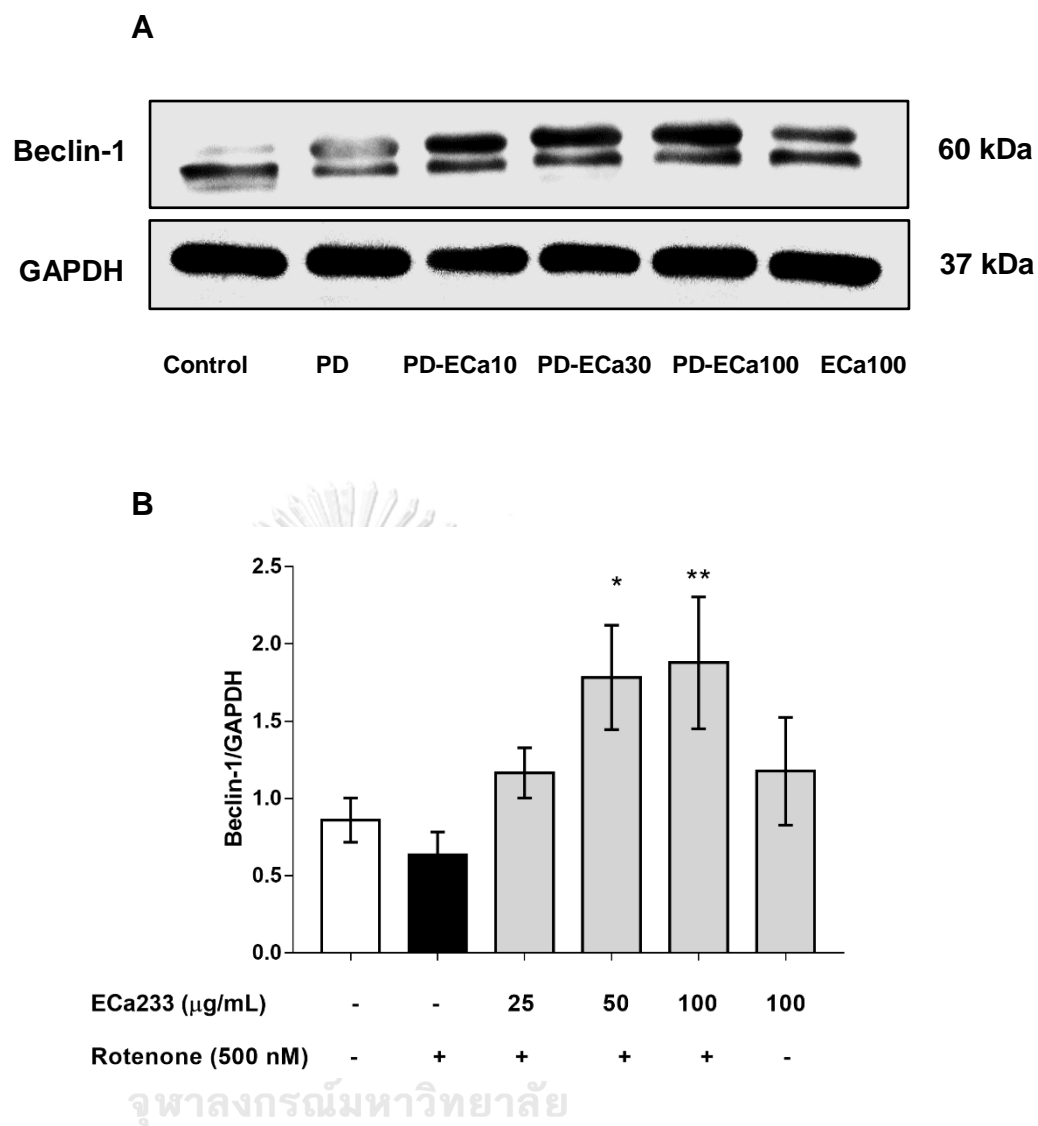 A
Beclin-1 60 kDa
GAPDH 37 kDa
Control PD PD-ECa10 PD-ECa30 PD-ECa100 ECa100
B
* **
2.5
2.0
1.5
1.0
0.5
0.0
Beclin-1/GAPDH
ECa233 (μg/mL) - - 25 50 100 100
Rotenone (500 nM) - + + + + -
จุฬาลงกรณ์มหาวิทยาลัย